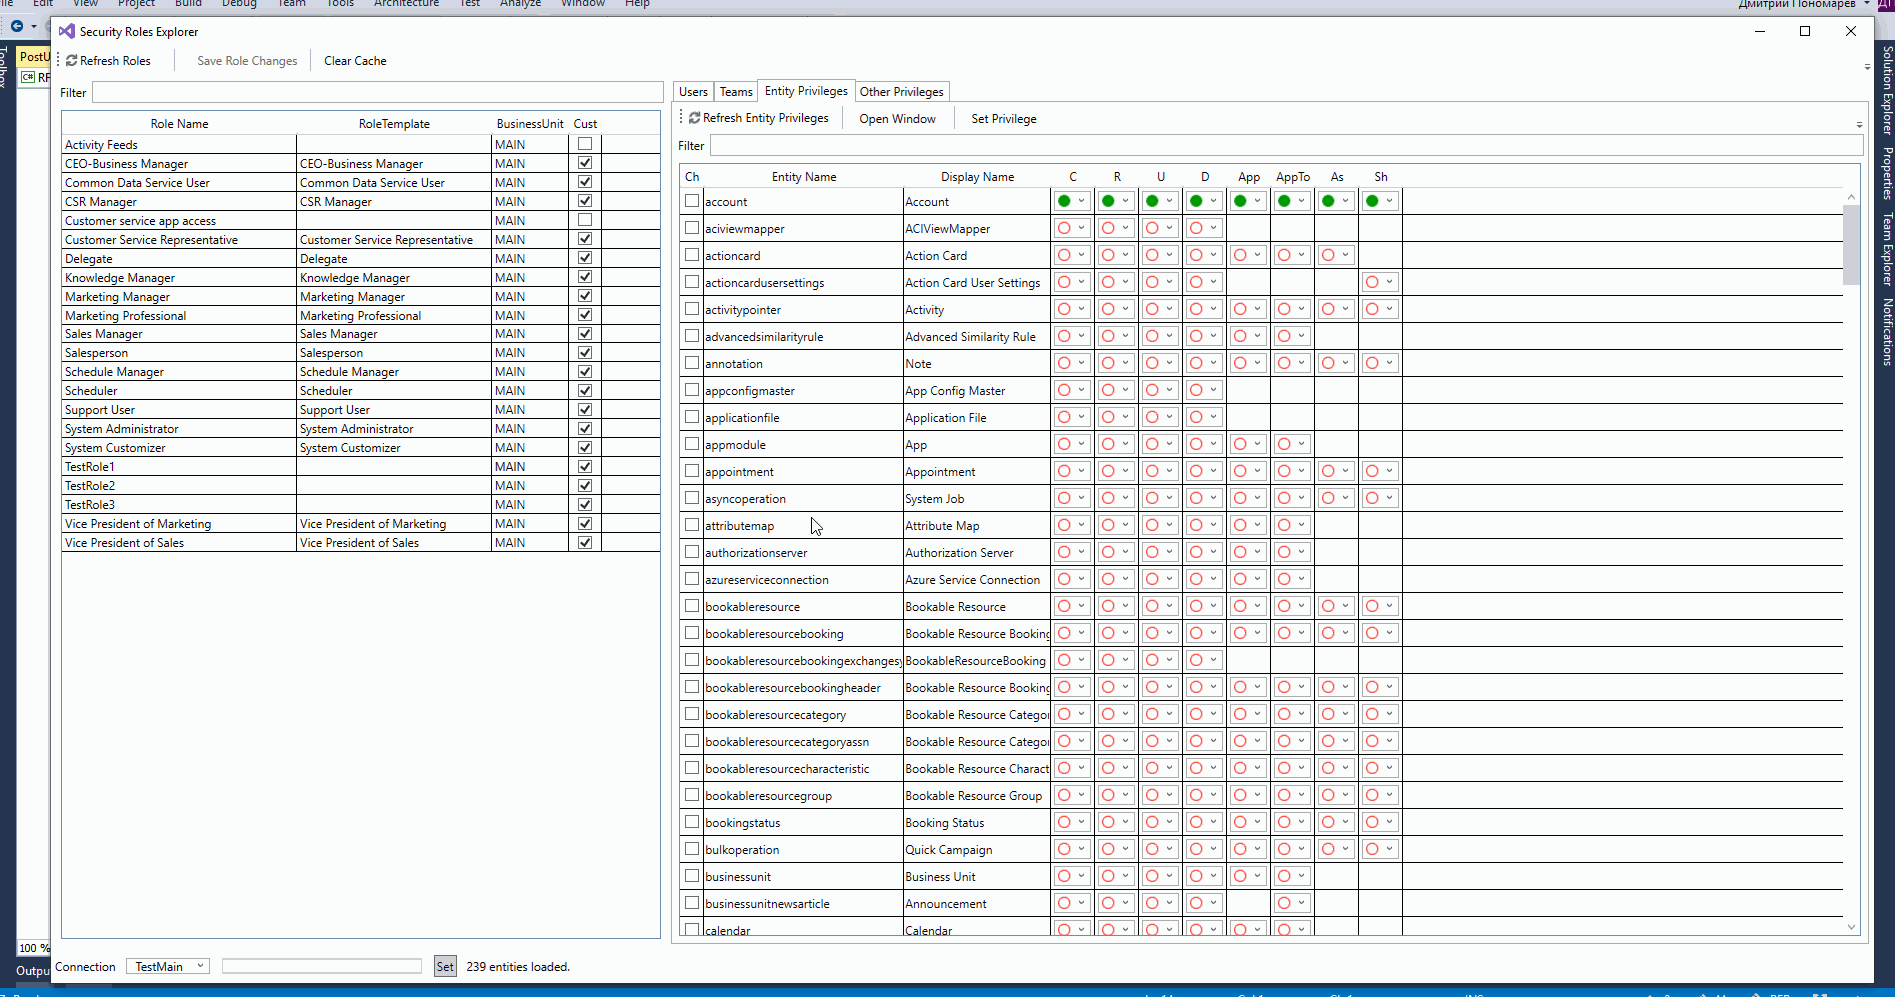 Edit View Project Build Debug Team Tools Architecture Test Analyze Window Help
Дмитрий Пономарев
Security Roles Explorer
Refresh Roles Save Role Changes Clear Cache
Filter
Role Name RoleTemplate BusinessUnit Cust
Activity Feeds MAIN
CEO-Business Manager CEO-Business Manager MAIN
Common Data Service User Common Data Service User MAIN
CSR Manager CSR Manager MAIN
Customer service app access MAIN
Customer Service Representative Customer Service Representative MAIN
Delegate Delegate MAIN
Knowledge Manager Knowledge Manager MAIN
Marketing Manager Marketing Manager MAIN
Marketing Professional Marketing Professional MAIN
Sales Manager Sales Manager MAIN
Salesperson Salesperson MAIN
Schedule Manager Schedule Manager MAIN
Scheduler Scheduler MAIN
Support User Support User MAIN
System Administrator System Administrator MAIN
System Customizer System Customizer MAIN
TestRole1 MAIN
TestRole2 MAIN
TestRole3 MAIN
Vice President of Marketing Vice President of Marketing MAIN
Vice President of Sales Vice President of Sales MAIN
Users Teams Entity Privileges Other Privileges
Refresh Entity Privileges Open Window Set Privilege
Filter
Ch Entity Name Display Name C R U D App AppTo As Sh
account Account
aciviewmapper ACIViewMapper
actioncard Action Card
actioncardusersettings Action Card User Settings
activitypointer Activity
advancedsimilarityrule Advanced Similarity Rule
annotation Note
appconfigmaster App Config Master
applicationfile Application File
appmodule App
appointment Appointment
asyncoperation System Job
attributemap Attribute Map
authorizationserver Authorization Server
azureserviceconnection Azure Service Connection
bookableresource Bookable Resource
bookableresourcebooking Bookable Resource Booking
bookableresourcebookingexchangesy BookableResourceBooking
bookableresourcebookingheader Bookable Resource Booking
bookableresourcecategory Bookable Resource Catego
bookableresourcecategoryassn Bookable Resource Catego
bookableresourcecharacteristic Bookable Resource Charact
bookableresourcegroup Bookable Resource Group
bookingstatus Booking Status
bulkoperation Quick Campaign
businessunit Business Unit
businessunitnewsarticle Announcement
calendar Calendar
Connection TestMain Set 239 entities loaded.
Toolbox
PostU
C# RF
100 %
Outpu
Solution Explorer
Properties
Team Explorer
Notifications